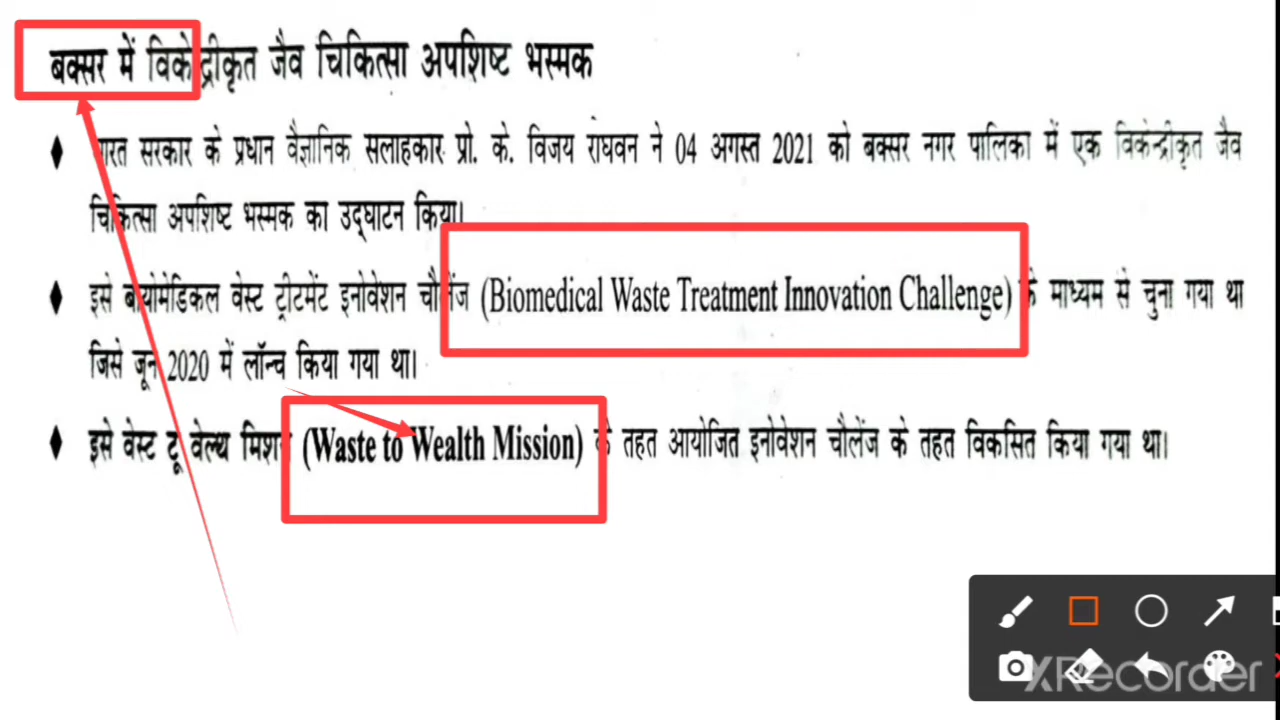 बक्सर में विकेद्रीकृत जैव चिकित्सा अपशिष्ट भस्मक
भारत सरकार के प्रधान वैज्ञानिक सलाहकार प्रो. के. विजय राघवन ने 04 अगस्त 2021 को बक्सर नगर पालिका में एक विकेन्द्रीकृत जैव
चिकित्सा अपशिष्ट भस्मक का उद्घाटन किया।
इसे बायोमेडिकल वेस्ट ट्रीटमेंट इनोवेशन चौलेंज (Biomedical Waste Treatment Innovation Challenge) के माध्यम से चुना गया था
जिसे जून 2020 में लॉन्च किया गया था।
इसे वेस्ट टू वेल्थ मिशन (Waste to Wealth Mission) के तहत आयोजित इनोवेशन चौलेंज के तहत विकसित किया गया था।
XRecorder